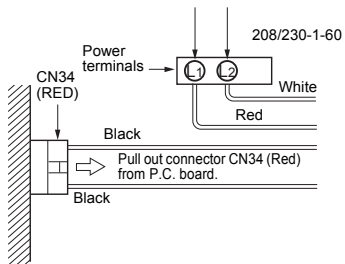 208/230-1-60
Power
terminals
L1 L2
CN34
(RED)
White
Red
Black
Pull out connector CN34 (Red)
from P.C. board.
Black